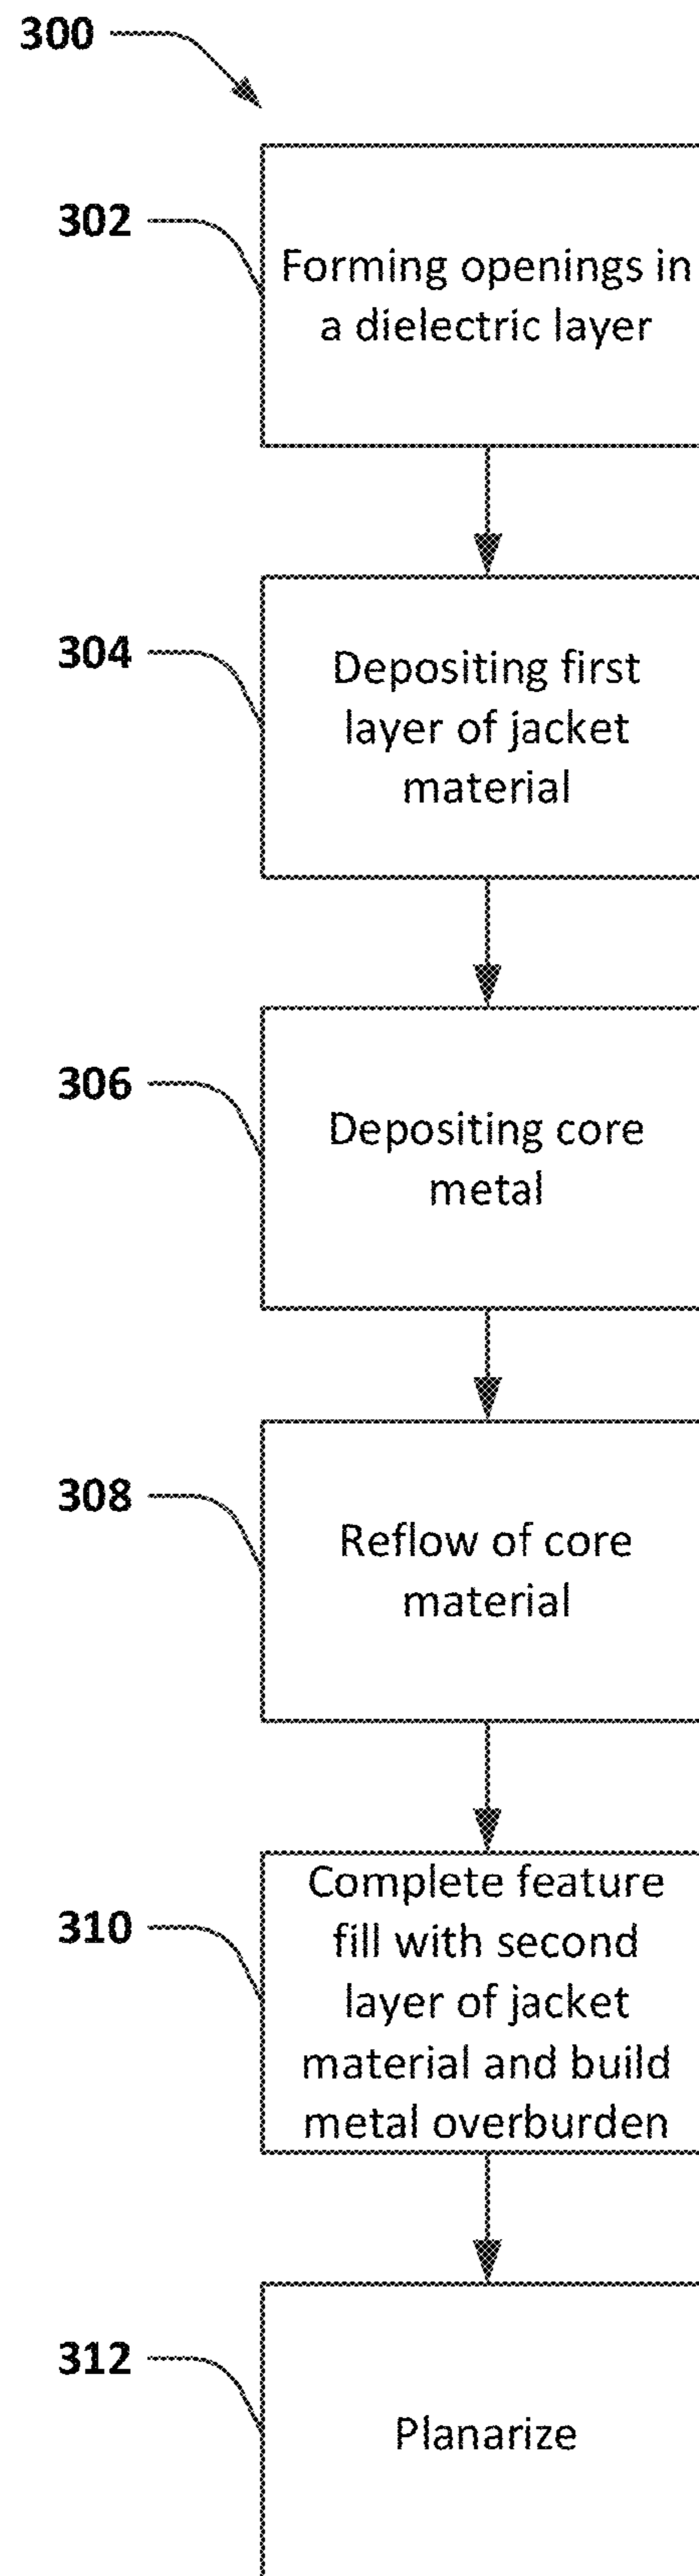 300
302
Forming openings in
a dielectric layer
304
Depositing first
layer of jacket
material
306
Depositing core
metal
308
Reflow of core
material
310
Complete feature
fill with second
layer of jacket
material and build
metal overburden
312
Planarize